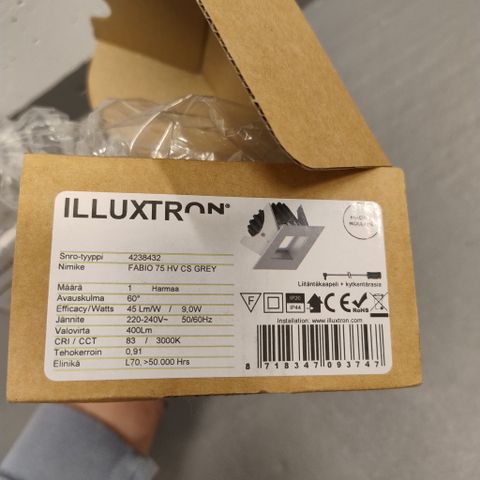 ILLUXTRON®
Snro-tyyppi 4238432
Nimike FABIO 75 HV CS GREY
Määrä 1 Harmaa
Avauskulma 60°
Efficacy/Watts 45 Lm/W / 9,0W
Jännite 220-240V~ 50/60Hz
Valovirta 400Lm
CRI / CCT 83 / 3000K
Tehokerroin 0,91
Elinikä L70, >50.000 Hrs
Liitäntäkaapeli + kytkentärasia
F IP20 IP44 CE RoHS
Installation: www.illuxtron.com
8 718347 093747